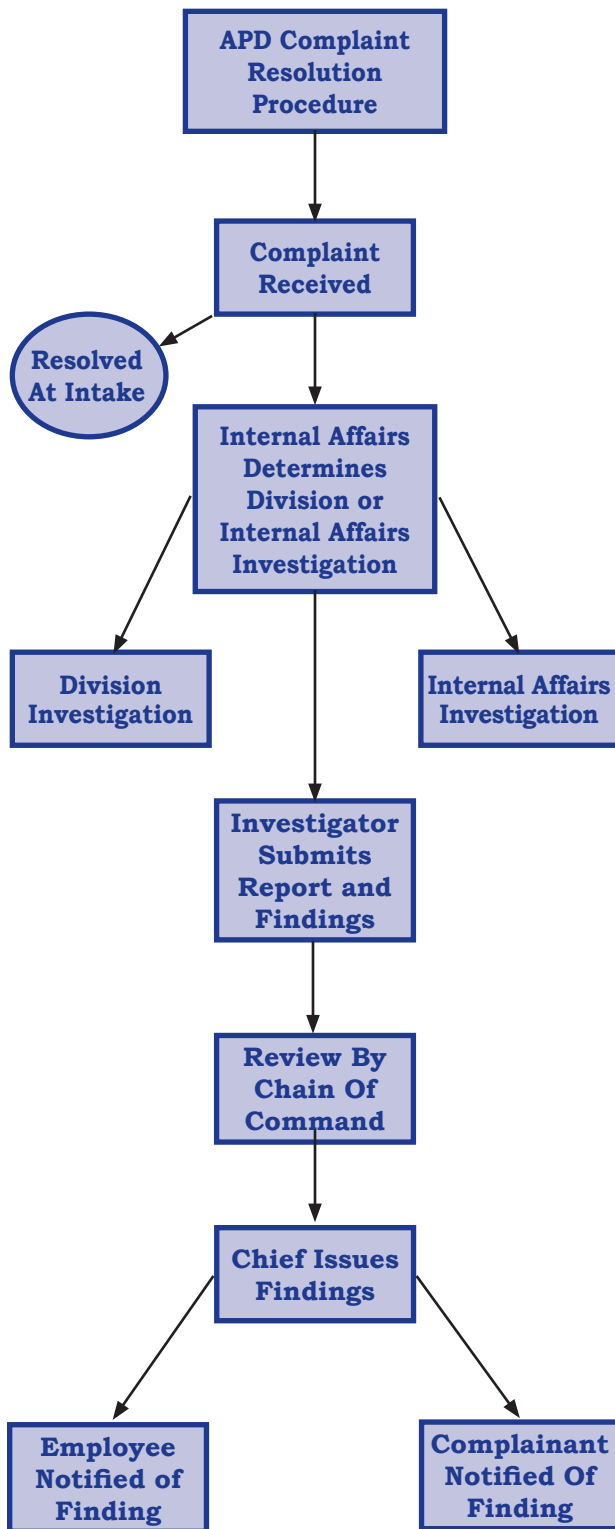 APD Complaint
Resolution
Procedure
Complaint
Received
Resolved
At Intake
Internal Affairs
Determines
Division or
Internal Affairs
Investigation
Division
Investigation
Internal Affairs
Investigation
Investigator
Submits
Report and
Findings
Review By
Chain Of
Command
Chief Issues
Findings
Employee
Notified of
Finding
Complainant
Notified Of
Finding